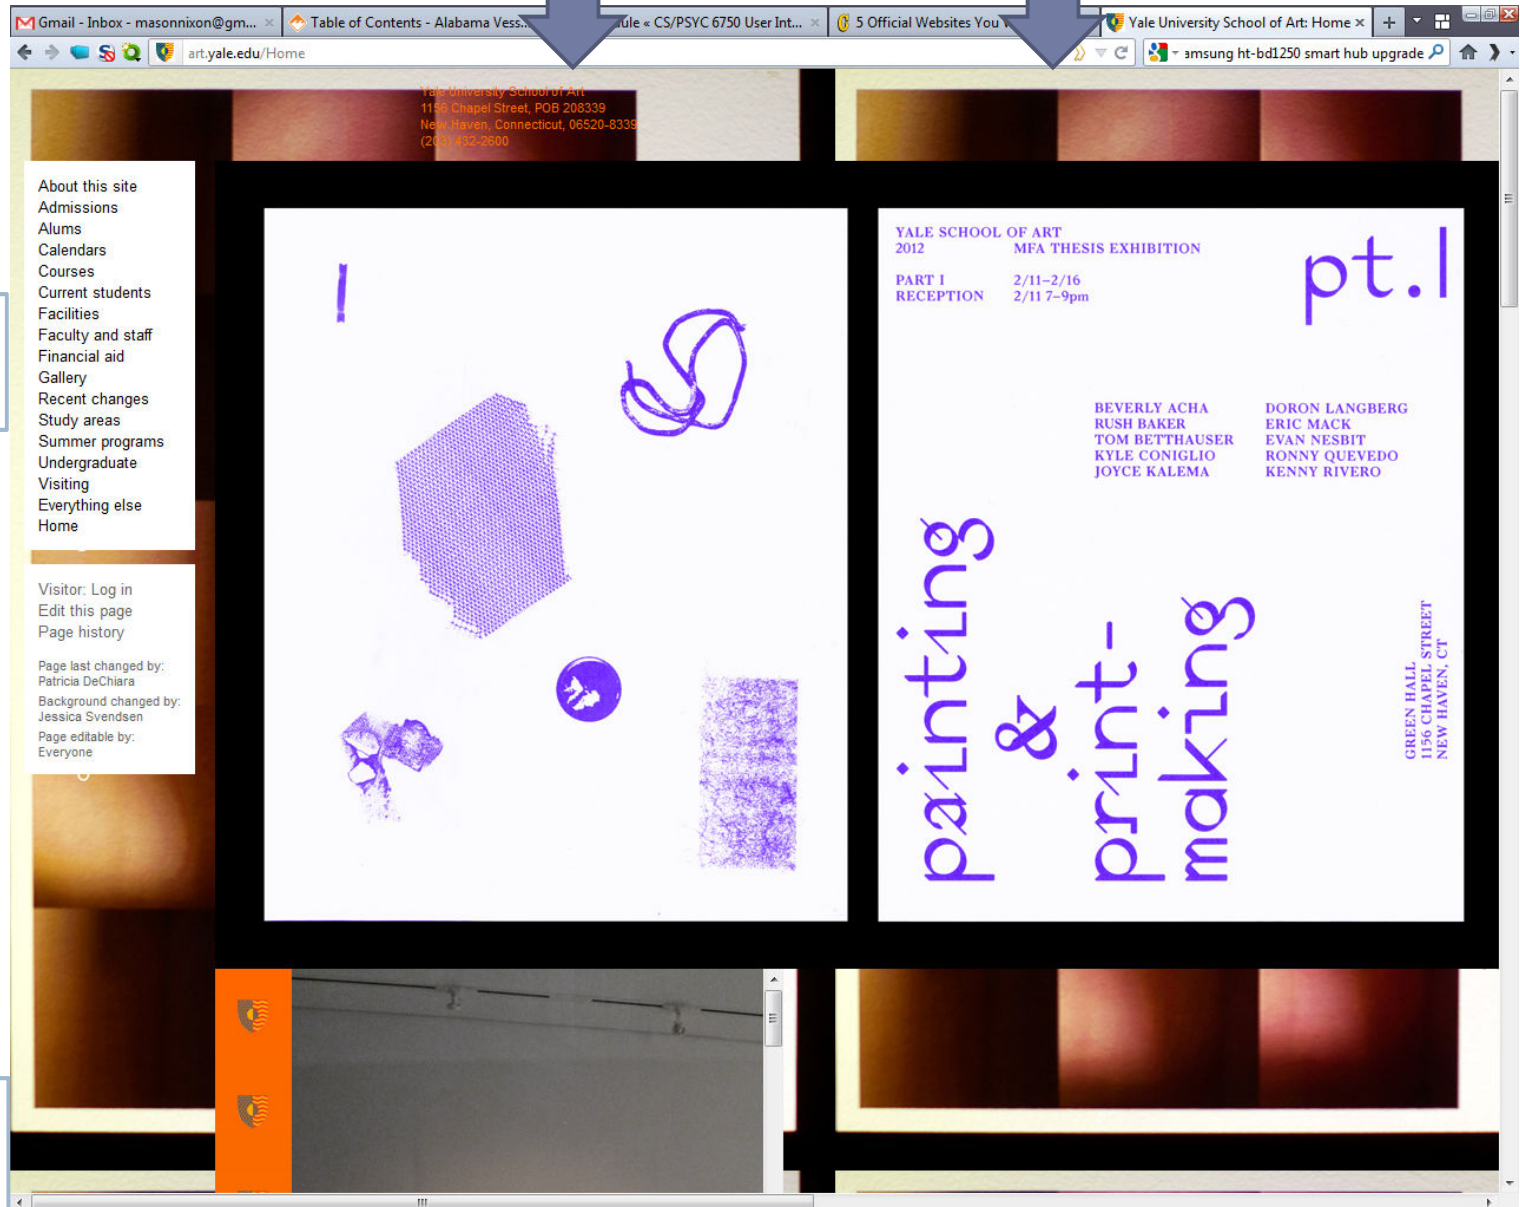 Gmail - Inbox - masonnixon@gm...
Table of Contents - Alabama Vess...
ule « CS/PSYC 6750 User Int...
5 Official Websites You
Yale University School of Art: Home
art.yale.edu/Home
amsung ht-bd1250 smart hub upgrade
Yale University School of Art
1156 Chapel Street, POB 208339
New Haven, Connecticut, 06520-8339
(203) 432-2600
About this site
Admissions
Alums
Calendars
Courses
Current students
Facilities
Faculty and staff
Financial aid
Gallery
Recent changes
Study areas
Summer programs
Undergraduate
Visiting
Everything else
Home
Visitor: Log in
Edit this page
Page history
Page last changed by:
Patricia DeChiara
Background changed by:
Jessica Svendsen
Page editable by:
Everyone
YALE SCHOOL OF ART
2012 MFA THESIS EXHIBITION
PART I 2/11–2/16
RECEPTION 2/11 7–9pm
pt.I
BEVERLY ACHA
RUSH BAKER
TOM BETTHAUSER
KYLE CONIGLIO
JOYCE KALEMA
DORON LANGBERG
ERIC MACK
EVAN NESBIT
RONNY QUEVEDO
KENNY RIVERO
painting
&
print-
making
GREEN HALL
1156 CHAPEL STREET
NEW HAVEN, CT